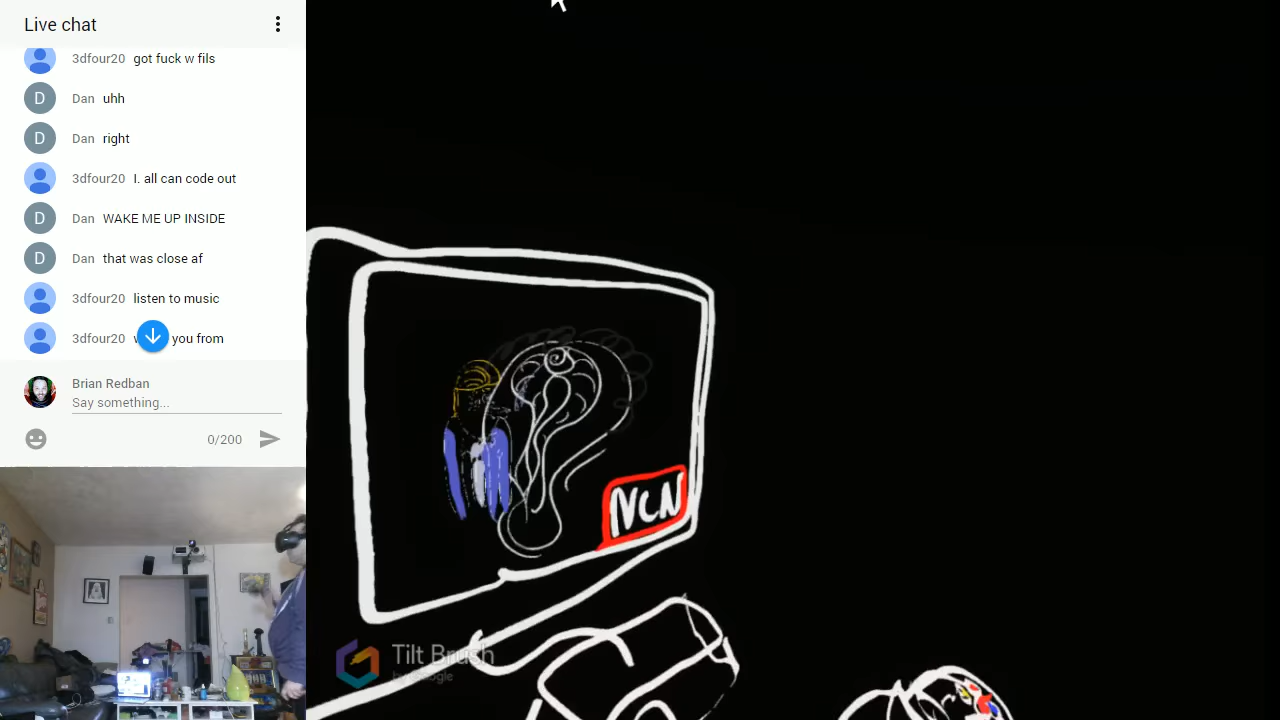 Live chat
3dfour20 got fuck w fils
D Dan uhh
D Dan right
3dfour20 I. all can code out
D Dan WAKE ME UP INSIDE
D Dan that was close af
3dfour20 listen to music
3dfour20 you from
Brian Redban
Say something...
0/200
NCN
Tilt Brush
by Google